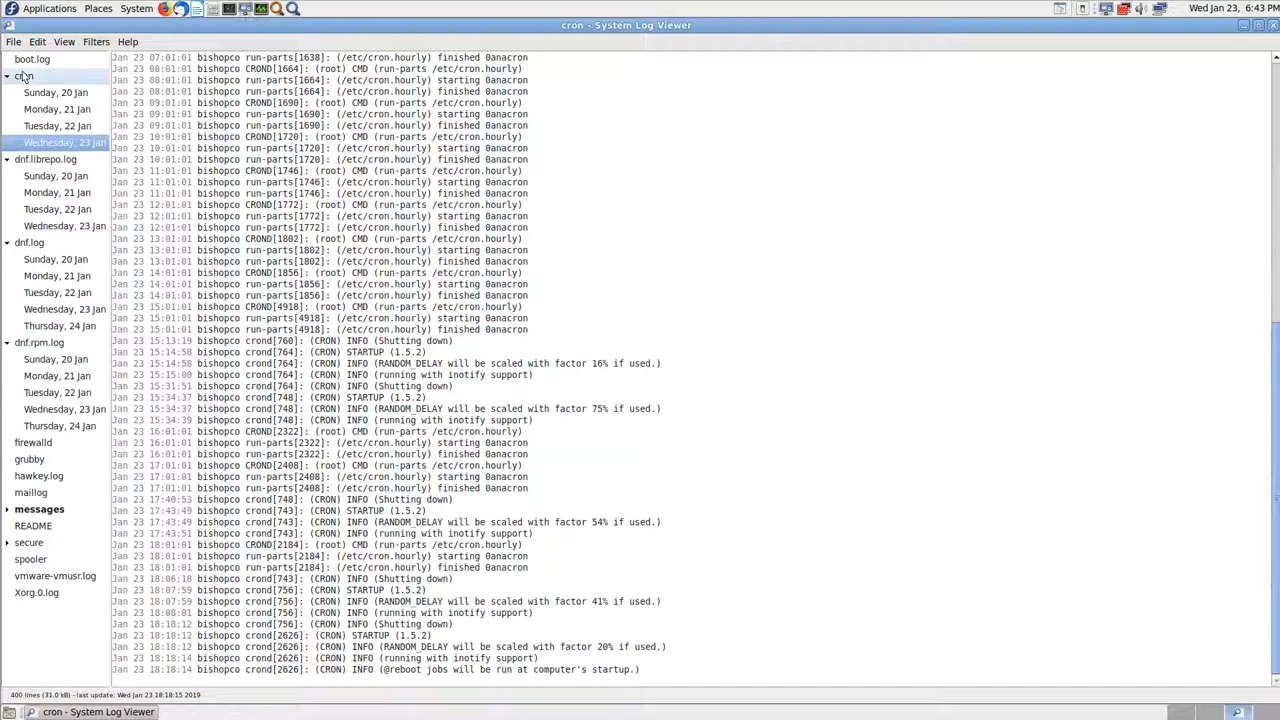 Applications Places System Wed Jan 23, 6:43 PM
cron - System Log Viewer
File Edit View Filters Help
boot.log
cron
Sunday, 20 Jan
Monday, 21 Jan
Tuesday, 22 Jan
Wednesday, 23 Jan
dnf.librepo.log
Sunday, 20 Jan
Monday, 21 Jan
Tuesday, 22 Jan
Wednesday, 23 Jan
dnf.log
Sunday, 20 Jan
Monday, 21 Jan
Tuesday, 22 Jan
Wednesday, 23 Jan
Thursday, 24 Jan
dnf.rpm.log
Sunday, 20 Jan
Monday, 21 Jan
Tuesday, 22 Jan
Wednesday, 23 Jan
Thursday, 24 Jan
firewalld
grubby
hawkey.log
maillog
messages
README
secure
spooler
vmware-vmusr.log
Xorg.0.log
Jan 23 07:01:01 bishopco run-parts[1638]: (/etc/cron.hourly) finished 0anacron
Jan 23 08:01:01 bishopco CROND[1664]: (root) CMD (run-parts /etc/cron.hourly)
Jan 23 08:01:01 bishopco run-parts[1664]: (/etc/cron.hourly) starting 0anacron
Jan 23 08:01:01 bishopco run-parts[1664]: (/etc/cron.hourly) finished 0anacron
Jan 23 09:01:01 bishopco CROND[1690]: (root) CMD (run-parts /etc/cron.hourly)
Jan 23 09:01:01 bishopco run-parts[1690]: (/etc/cron.hourly) starting 0anacron
Jan 23 09:01:01 bishopco run-parts[1690]: (/etc/cron.hourly) finished 0anacron
Jan 23 10:01:01 bishopco CROND[1720]: (root) CMD (run-parts /etc/cron.hourly)
Jan 23 10:01:01 bishopco run-parts[1720]: (/etc/cron.hourly) starting 0anacron
Jan 23 10:01:01 bishopco run-parts[1720]: (/etc/cron.hourly) finished 0anacron
Jan 23 11:01:01 bishopco CROND[1746]: (root) CMD (run-parts /etc/cron.hourly)
Jan 23 11:01:01 bishopco run-parts[1746]: (/etc/cron.hourly) starting 0anacron
Jan 23 11:01:01 bishopco run-parts[1746]: (/etc/cron.hourly) finished 0anacron
Jan 23 12:01:01 bishopco CROND[1772]: (root) CMD (run-parts /etc/cron.hourly)
Jan 23 12:01:01 bishopco run-parts[1772]: (/etc/cron.hourly) starting 0anacron
Jan 23 12:01:01 bishopco run-parts[1772]: (/etc/cron.hourly) finished 0anacron
Jan 23 13:01:01 bishopco CROND[1802]: (root) CMD (run-parts /etc/cron.hourly)
Jan 23 13:01:01 bishopco run-parts[1802]: (/etc/cron.hourly) starting 0anacron
Jan 23 13:01:01 bishopco run-parts[1802]: (/etc/cron.hourly) finished 0anacron
Jan 23 14:01:01 bishopco CROND[1856]: (root) CMD (run-parts /etc/cron.hourly)
Jan 23 14:01:01 bishopco run-parts[1856]: (/etc/cron.hourly) starting 0anacron
Jan 23 14:01:01 bishopco run-parts[1856]: (/etc/cron.hourly) finished 0anacron
Jan 23 15:01:01 bishopco CROND[4918]: (root) CMD (run-parts /etc/cron.hourly)
Jan 23 15:01:01 bishopco run-parts[4918]: (/etc/cron.hourly) starting 0anacron
Jan 23 15:01:01 bishopco run-parts[4918]: (/etc/cron.hourly) finished 0anacron
Jan 23 15:13:19 bishopco crond[760]: (CRON) INFO (Shutting down)
Jan 23 15:14:58 bishopco crond[764]: (CRON) STARTUP (1.5.2)
Jan 23 15:14:58 bishopco crond[764]: (CRON) INFO (RANDOM_DELAY will be scaled with factor 16% if used.)
Jan 23 15:15:00 bishopco crond[764]: (CRON) INFO (running with inotify support)
Jan 23 15:31:51 bishopco crond[764]: (CRON) INFO (Shutting down)
Jan 23 15:34:37 bishopco crond[748]: (CRON) STARTUP (1.5.2)
Jan 23 15:34:37 bishopco crond[748]: (CRON) INFO (RANDOM_DELAY will be scaled with factor 75% if used.)
Jan 23 15:34:39 bishopco crond[748]: (CRON) INFO (running with inotify support)
Jan 23 16:01:01 bishopco CROND[2322]: (root) CMD (run-parts /etc/cron.hourly)
Jan 23 16:01:01 bishopco run-parts[2322]: (/etc/cron.hourly) starting 0anacron
Jan 23 16:01:01 bishopco run-parts[2322]: (/etc/cron.hourly) finished 0anacron
Jan 23 17:01:01 bishopco CROND[2408]: (root) CMD (run-parts /etc/cron.hourly)
Jan 23 17:01:01 bishopco run-parts[2408]: (/etc/cron.hourly) starting 0anacron
Jan 23 17:01:01 bishopco run-parts[2408]: (/etc/cron.hourly) finished 0anacron
Jan 23 17:40:53 bishopco crond[748]: (CRON) INFO (Shutting down)
Jan 23 17:43:49 bishopco crond[743]: (CRON) STARTUP (1.5.2)
Jan 23 17:43:49 bishopco crond[743]: (CRON) INFO (RANDOM_DELAY will be scaled with factor 54% if used.)
Jan 23 17:43:51 bishopco crond[743]: (CRON) INFO (running with inotify support)
Jan 23 18:01:01 bishopco CROND[2184]: (root) CMD (run-parts /etc/cron.hourly)
Jan 23 18:01:01 bishopco run-parts[2184]: (/etc/cron.hourly) starting 0anacron
Jan 23 18:01:01 bishopco run-parts[2184]: (/etc/cron.hourly) finished 0anacron
Jan 23 18:06:18 bishopco crond[743]: (CRON) INFO (Shutting down)
Jan 23 18:07:59 bishopco crond[756]: (CRON) STARTUP (1.5.2)
Jan 23 18:07:59 bishopco crond[756]: (CRON) INFO (RANDOM_DELAY will be scaled with factor 41% if used.)
Jan 23 18:08:01 bishopco crond[756]: (CRON) INFO (running with inotify support)
Jan 23 18:18:12 bishopco crond[756]: (CRON) INFO (Shutting down)
Jan 23 18:18:12 bishopco crond[2626]: (CRON) STARTUP (1.5.2)
Jan 23 18:18:12 bishopco crond[2626]: (CRON) INFO (RANDOM_DELAY will be scaled with factor 20% if used.)
Jan 23 18:18:14 bishopco crond[2626]: (CRON) INFO (running with inotify support)
Jan 23 18:18:14 bishopco crond[2626]: (CRON) INFO (@reboot jobs will be run at computer's startup.)
400 lines (31.0 kB) - last update: Wed Jan 23 18:18:15 2019
cron - System Log Viewer